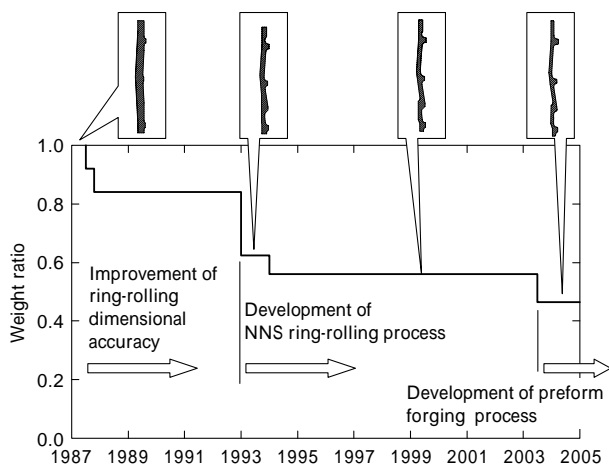 1.0
0.8
0.6
0.4
0.2
0.0
Weight ratio
Improvement of
ring-rolling
dimensional
accuracy
Development of
NNS ring-rolling process
Development of preform
forging process
1987 1989 1991 1993 1995 1997 1999 2001 2003 2005